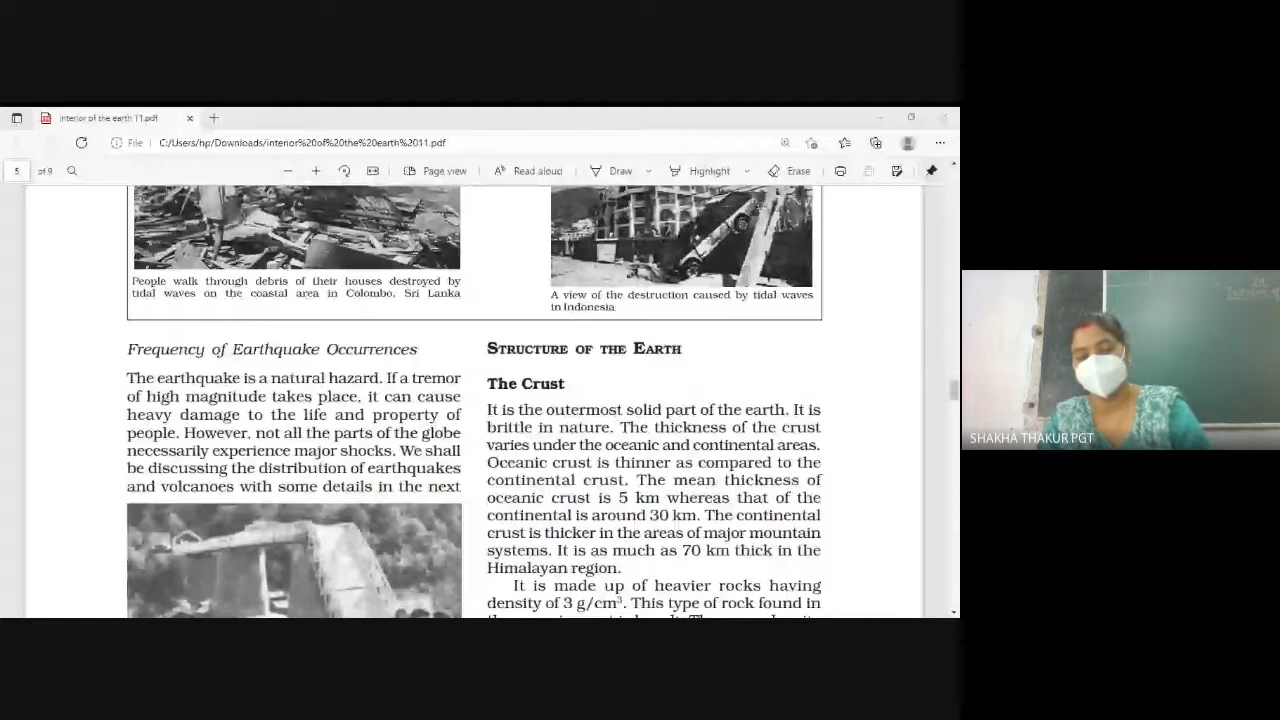 interior of the earth 11.pdf
File
C:/Users/hp/Downloads/interior%20of%20the%20earth%2011.pdf
5 of 9
Page view
Read aloud
Draw
Highlight
Erase
People walk through debris of their houses destroyed by
tidal waves on the coastal area in Colombo, Sri Lanka
A view of the destruction caused by tidal waves
in Indonesia
Frequency of Earthquake Occurrences
The earthquake is a natural hazard. If a tremor
of high magnitude takes place, it can cause
heavy damage to the life and property of
people. However, not all the parts of the globe
necessarily experience major shocks. We shall
be discussing the distribution of earthquakes
and volcanoes with some details in the next
STRUCTURE OF THE EARTH
The Crust
It is the outermost solid part of the earth. It is
brittle in nature. The thickness of the crust
varies under the oceanic and continental areas.
Oceanic crust is thinner as compared to the
continental crust. The mean thickness of
oceanic crust is 5 km whereas that of the
continental is around 30 km. The continental
crust is thicker in the areas of major mountain
systems. It is as much as 70 km thick in the
Himalayan region.
It is made up of heavier rocks having
density of 3 g/cm³. This type of rock found in
SHAKHA THAKUR PGT